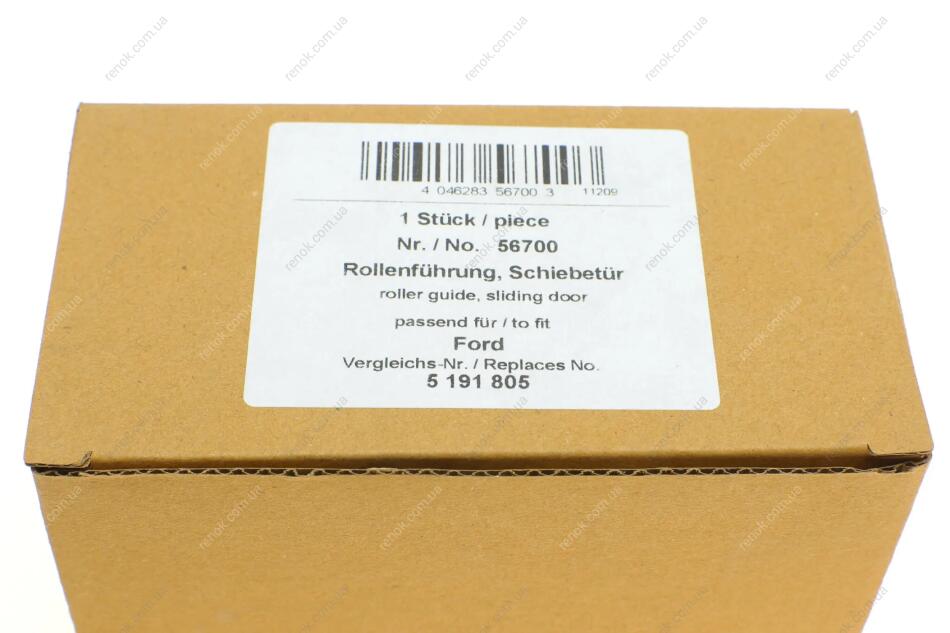 4 046283 56700 3 11209
1 Stück / piece
Nr. / No. 56700
Rollenführung, Schiebetür
roller guide, sliding door
passend für / to fit
Ford
Vergleichs-Nr. / Replaces No.
5 191 805
renok.com.ua